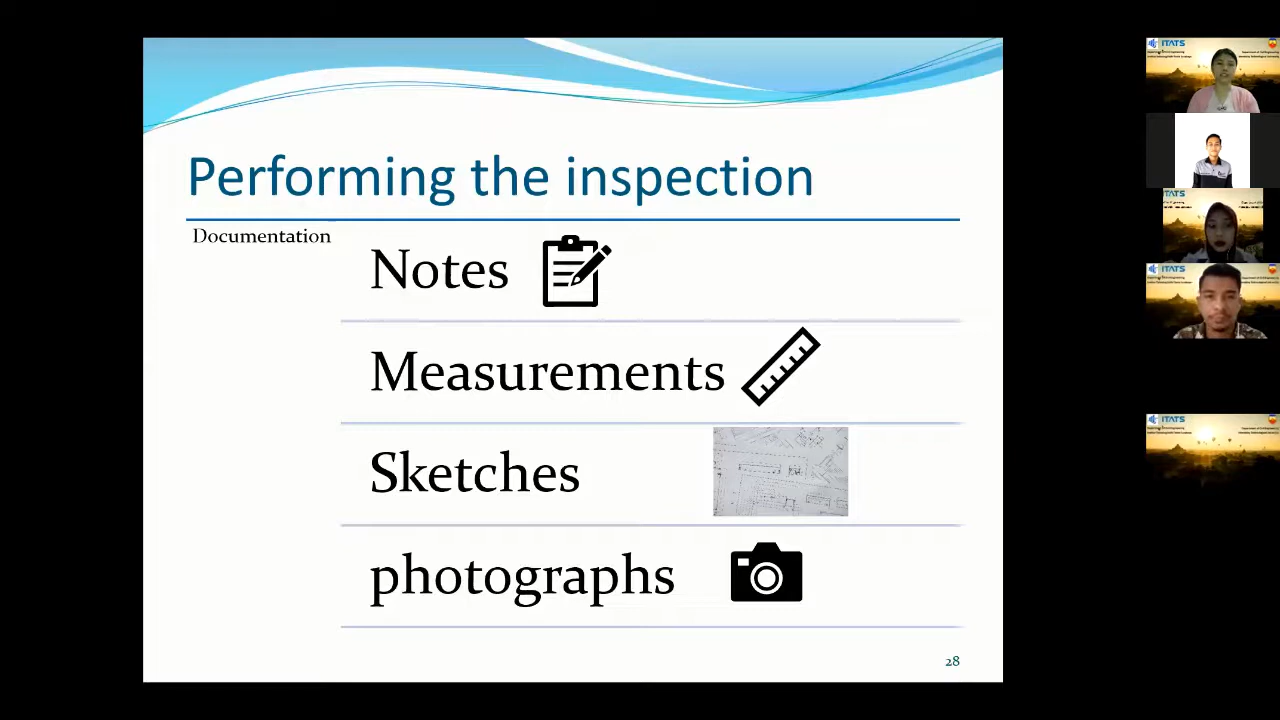 Performing the inspection
Documentation
Notes
Measurements
Sketches
photographs
28
ITATS
ITATS
ITATS
ITATS